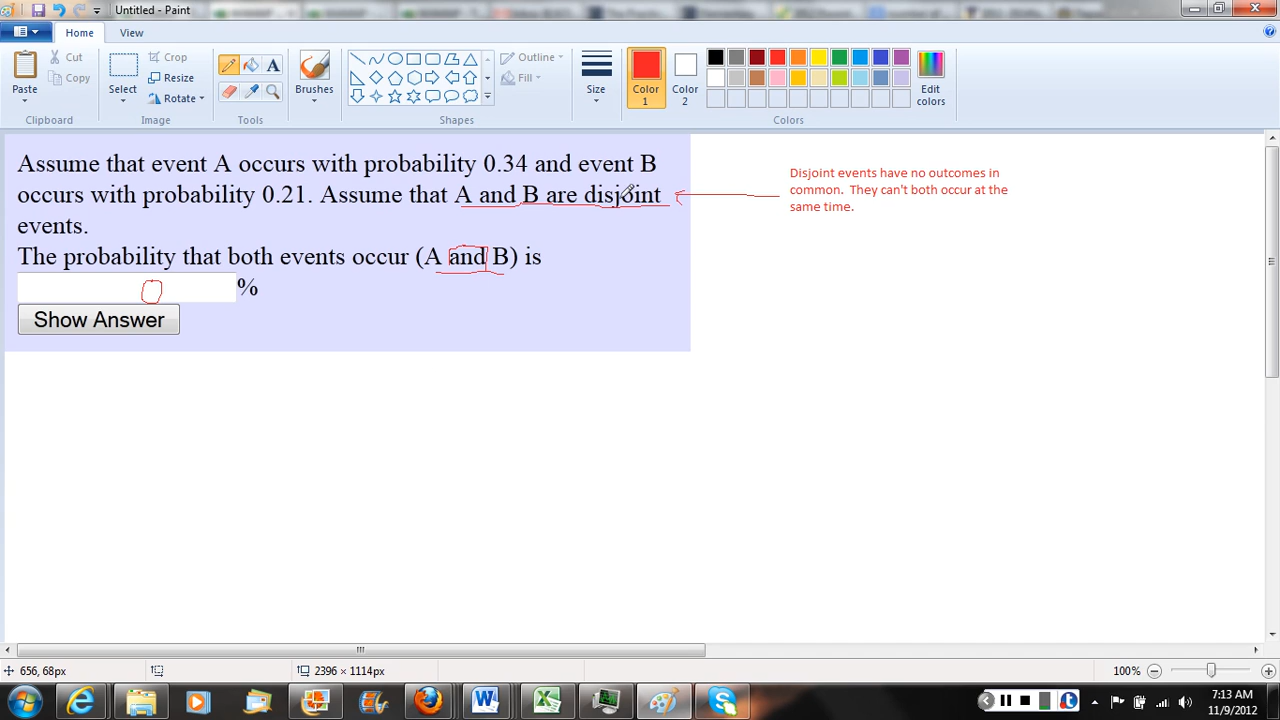 Untitled - Paint
Home
View
Paste
Cut
Copy
Clipboard
Select
Crop
Resize
Rotate
Image
Tools
Brushes
Shapes
Outline
Fill
Size
Color 1
Color 2
Edit colors
Colors
Assume that event A occurs with probability 0.34 and event B
occurs with probability 0.21. Assume that A and B are disjoint
events.
The probability that both events occur (A and B) is
0 %
Show Answer
Disjoint events have no outcomes in
common. They can't both occur at the
same time.
656, 68px
2396 × 1114px
100%
7:13 AM
11/9/2012